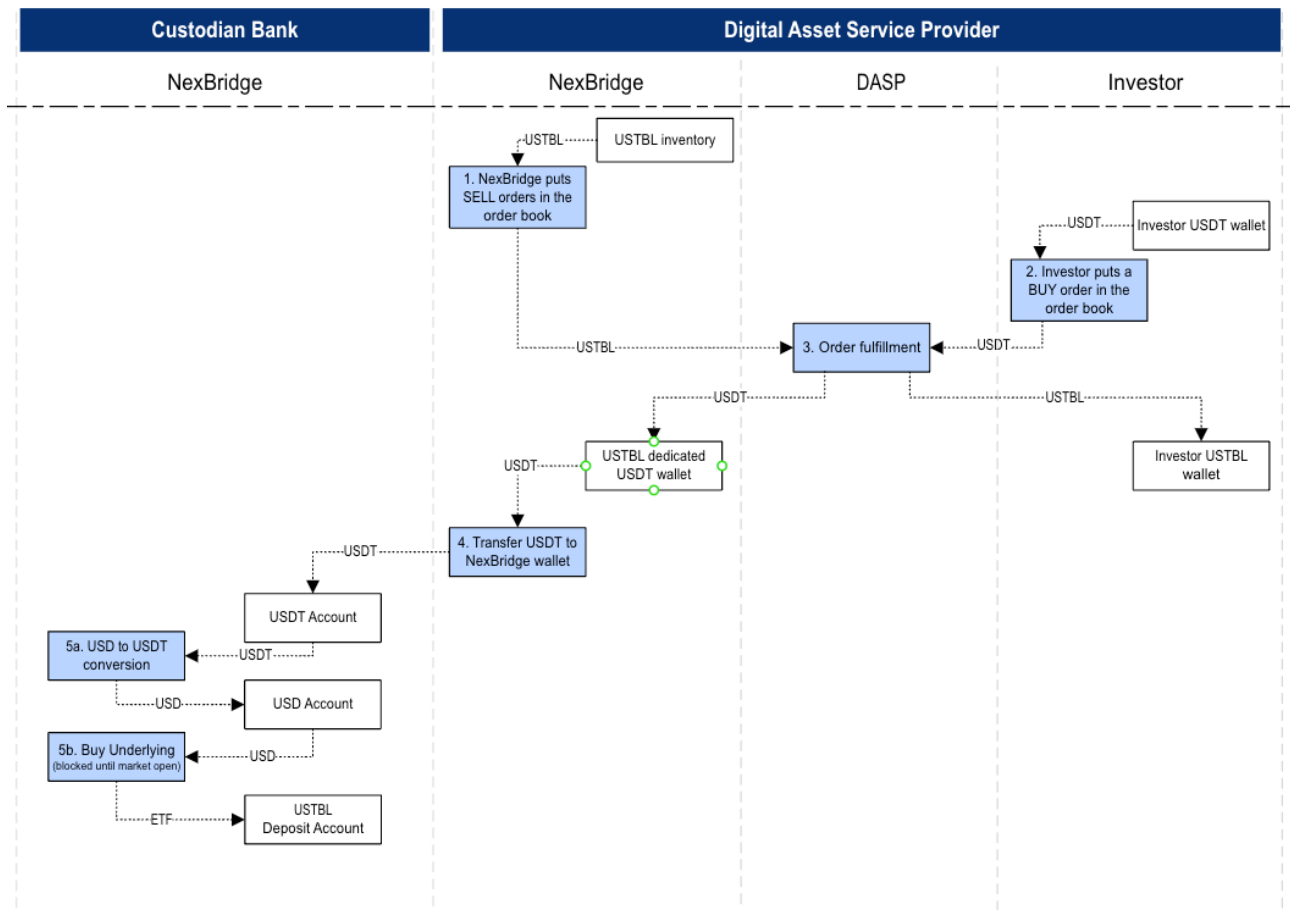 Custodian Bank
Digital Asset Service Provider
NexBridge
NexBridge
DASP
Investor
USTBL
USTBL inventory
1. NexBridge puts
SELL orders in the
order book
USDT
Investor USDT wallet
2. Investor puts a
BUY order in the
order book
USTBL
3. Order fulfillment
USDT
USDT
USTBL
USTBL dedicated
USDT wallet
USDT
Investor USTBL
wallet
4. Transfer USDT to
NexBridge wallet
USDT
USDT Account
5a. USD to USDT
conversion
USDT
USD
USD Account
5b. Buy Underlying
(blocked until market open)
USD
ETF
USTBL
Deposit Account